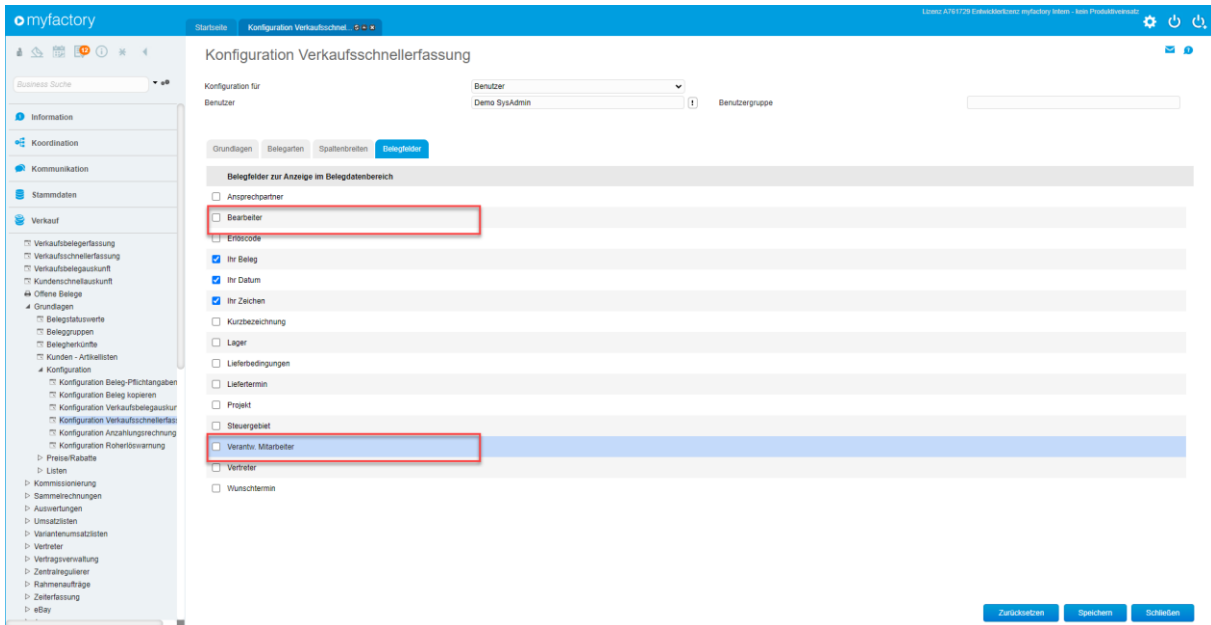 Lizenz A761729 Entwicklerlizenz myfactory Intern - kein Produktiveinsatz
myfactory
Startseite
Konfiguration Verkaufsschnel...
12
Konfiguration Verkaufsschnellerfassung
Business Suche
Konfiguration für
Benutzer
Benutzer
Demo SysAdmin
!
Benutzergruppe
Information
Koordination
Kommunikation
Stammdaten
Verkauf
Verkaufsbelegerfassung
Verkaufsschnellerfassung
Verkaufsbelegauskunft
Kundenschnellauskunft
Offene Belege
Grundlagen
Belegstatuswerte
Beleggruppen
Belegherkünfte
Kunden - Artikellisten
Konfiguration
Konfiguration Beleg-Pflichtangaben
Konfiguration Beleg kopieren
Konfiguration Verkaufsbelegauskun
Konfiguration Verkaufsschnellerfass
Konfiguration Anzahlungsrechnung
Konfiguration Roherlöswarnung
Preise/Rabatte
Listen
Kommissionierung
Sammelrechnungen
Auswertungen
Umsatzlisten
Variantenumsatzlisten
Vertreter
Vertragsverwaltung
Zentralregulierer
Rahmenaufträge
Zeiterfassung
eBay
Grundlagen
Belegarten
Spaltenbreiten
Belegfelder
Belegfelder zur Anzeige im Belegdatenbereich
Ansprechpartner
Bearbeiter
Erlöscode
Ihr Beleg
Ihr Datum
Ihr Zeichen
Kurzbezeichnung
Lager
Lieferbedingungen
Liefertermin
Projekt
Steuergebiet
Verantw. Mitarbeiter
Vertreter
Wunschtermin
Zurücksetzen
Speichern
Schließen